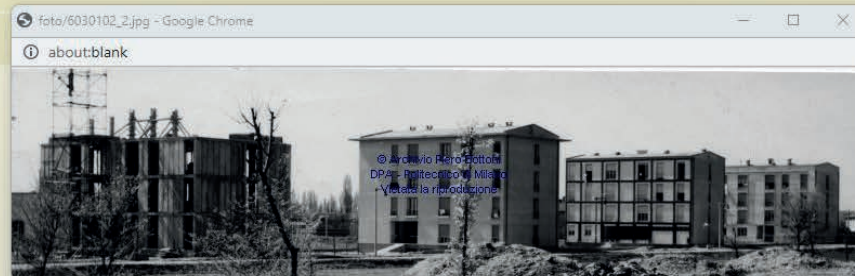 foto/6030102_2.jpg - Google Chrome
about:blank
© Archivio Piero Bottoni
DPA - Politecnico di Milano
Vietata la riproduzione